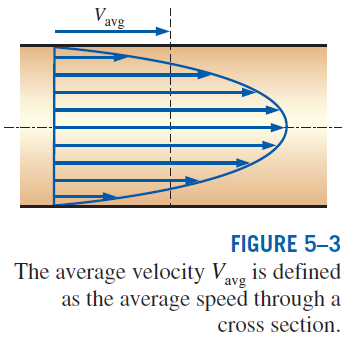 Vavg
FIGURE 5–3
The average velocity Vavg is defined
as the average speed through a
cross section.